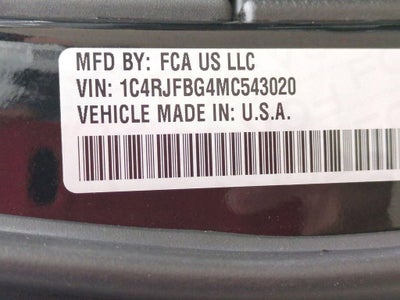 MFD BY: FCA US LLC
VIN: 1C4RJFBG4MC543020
VEHICLE MADE IN: U.S.A.